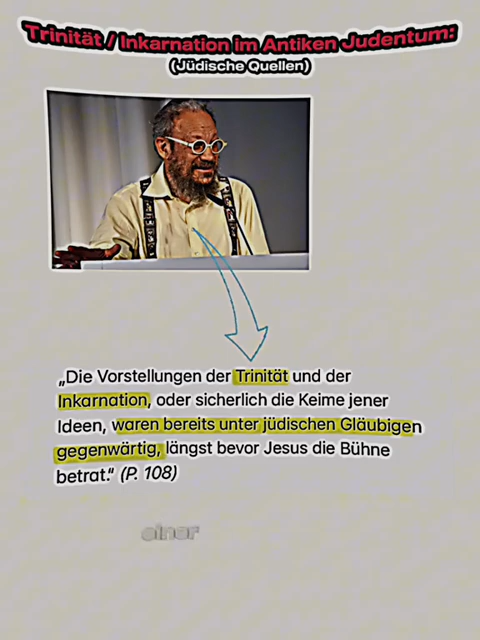 Trinität / Inkarnation im Antiken Judentum:
(Jüdische Quellen)
„Die Vorstellungen der Trinität und der
Inkarnation, oder sicherlich die Keime jener
Ideen, waren bereits unter jüdischen Gläubigen
gegenwärtig, längst bevor Jesus die Bühne
betrat.“ (P. 108)
einer